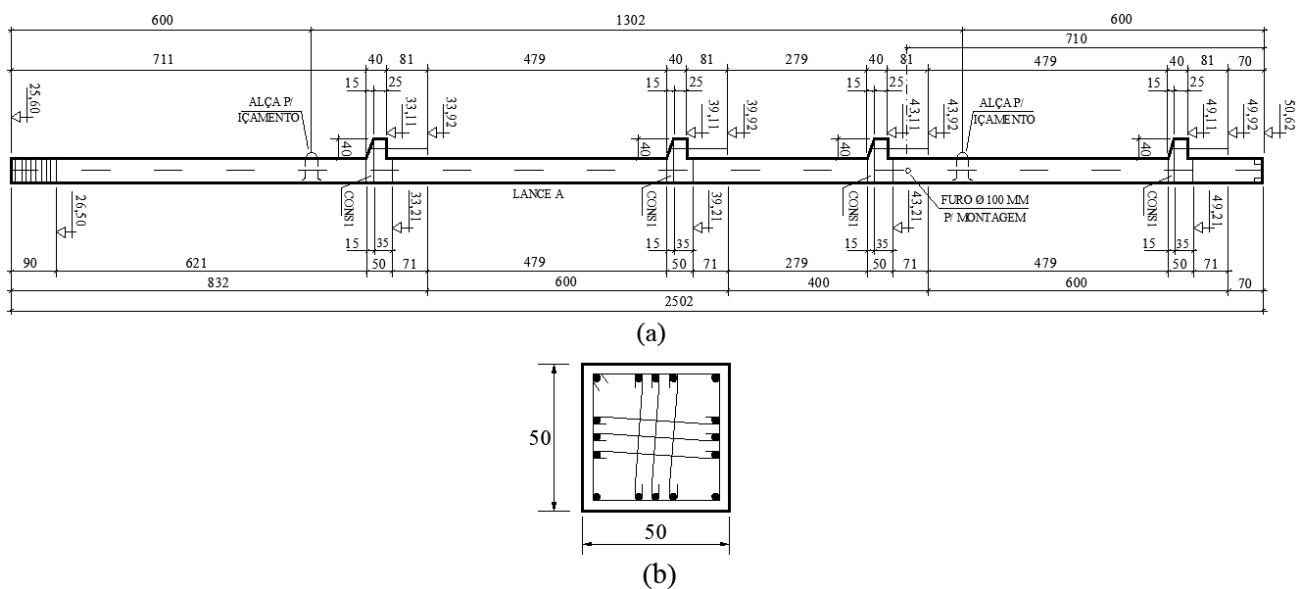 600 1302 600
710
711 40 81 479 40 81 279 40 81 479 40 81 70
15 25 15 25 15 25 15 25
25,60 33,11 33,92 39,11 39,92 43,11 43,92 49,11 49,92 50,62
ALÇA P/
IÇAMENTO
ALÇA P/
IÇAMENTO
40 40 40 40
CONS1 CONS1 CONS1 CONS1
LANCE A
FURO Ø 100 MM
P/ MONTAGEM
26,50 33,21 39,21 43,21 49,21
15 35 15 35 15 35 15 35
90 621 50 71 479 50 71 279 50 71 479 50 71
832 600 400 600 70
2502
(a)
50
50
(b)